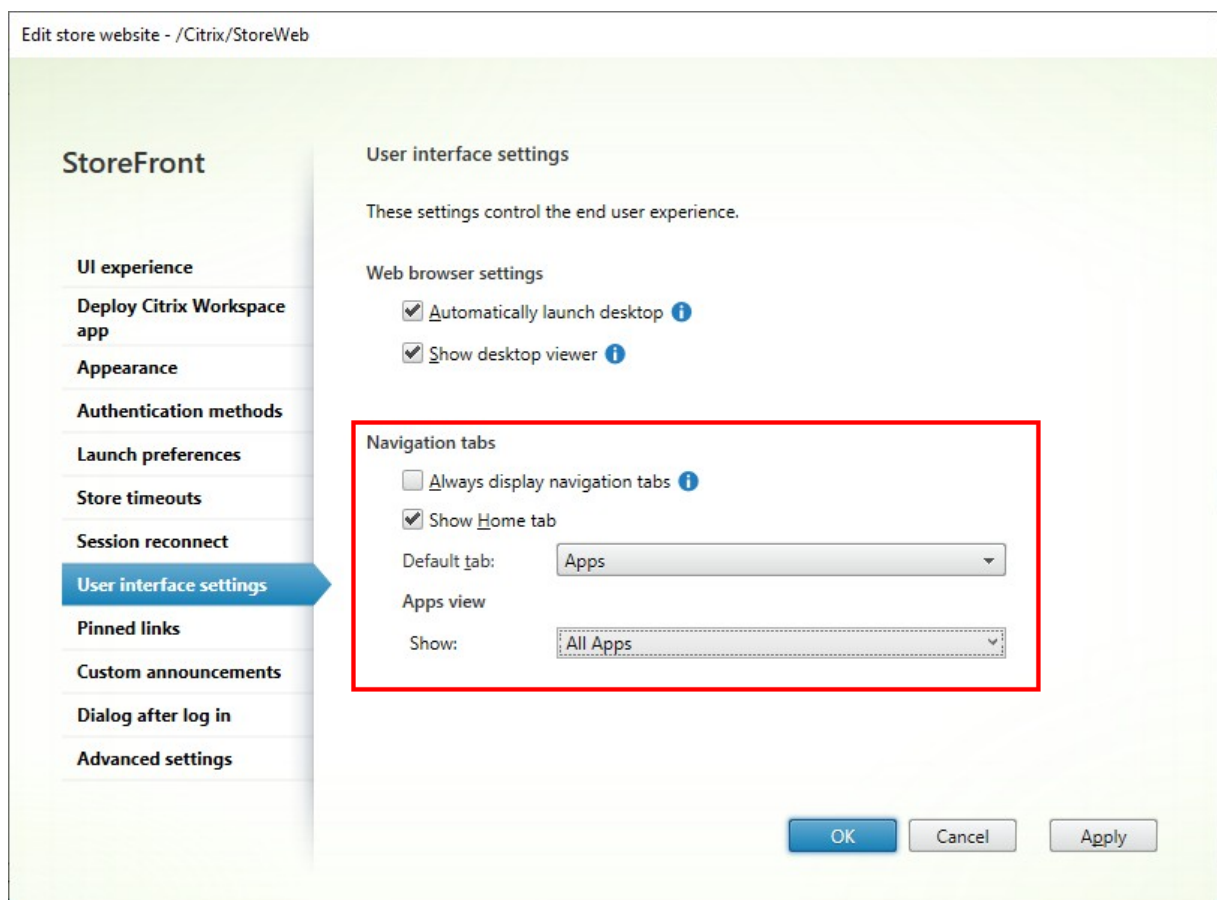 Edit store website - /Citrix/StoreWeb
StoreFront
UI experience
Deploy Citrix Workspace
app
Appearance
Authentication methods
Launch preferences
Store timeouts
Session reconnect
User interface settings
Pinned links
Custom announcements
Dialog after log in
Advanced settings
User interface settings
These settings control the end user experience.
Web browser settings
Automatically launch desktop
Show desktop viewer
Navigation tabs
Always display navigation tabs
Show Home tab
Default tab: Apps
Apps view
Show: All Apps
OK Cancel Apply